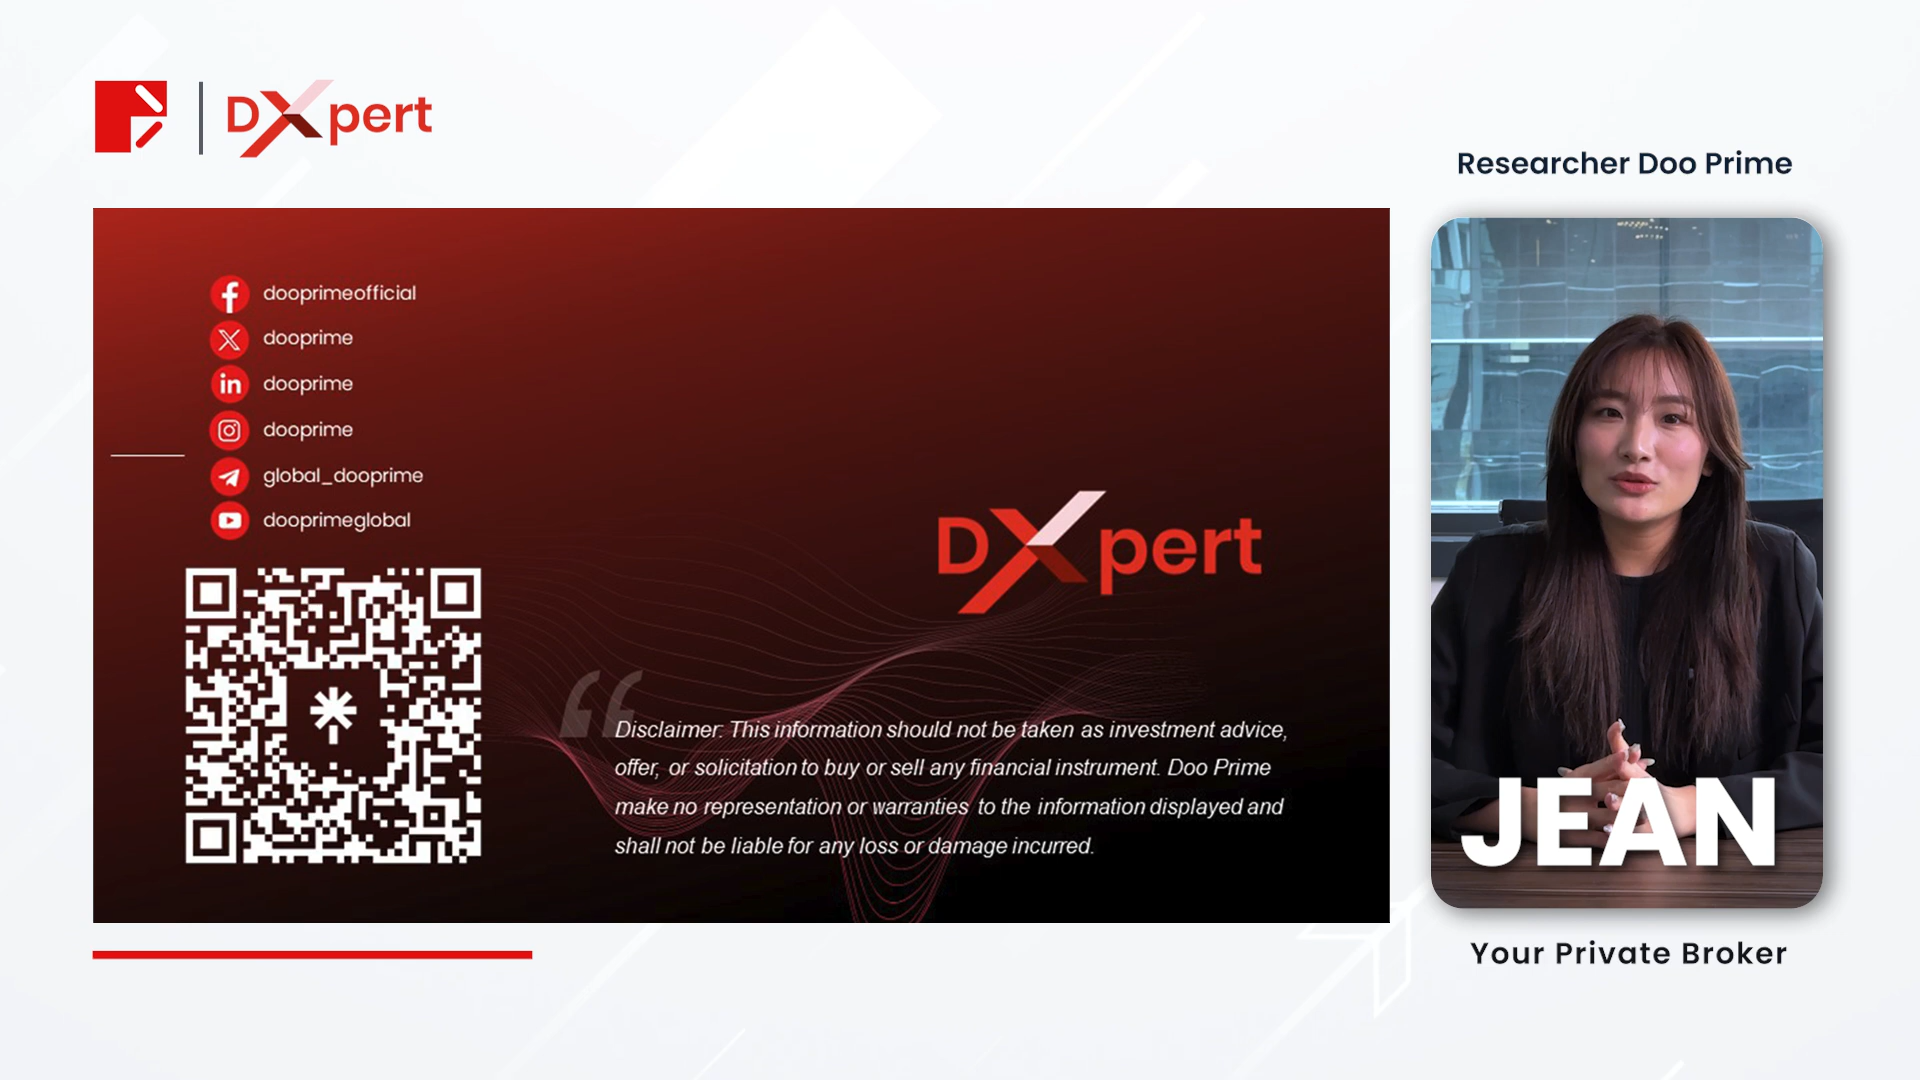 DXpert
Researcher Doo Prime
dooprimeofficial
dooprime
dooprime
dooprime
global_dooprime
dooprimeglobal
DXpert
“Disclaimer: This information should not be taken as investment advice,
offer, or solicitation to buy or sell any financial instrument. Doo Prime
make no representation or warranties to the information displayed and
shall not be liable for any loss or damage incurred.
JEAN
Your Private Broker